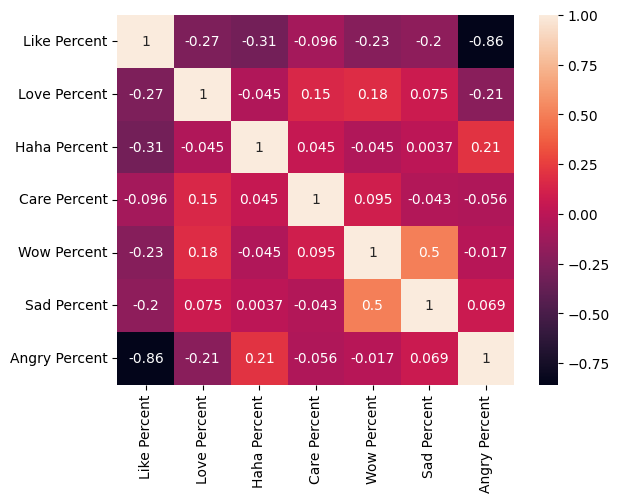 Like Percent 1 -0.27 -0.31 -0.096 -0.23 -0.2 -0.86
Love Percent -0.27 1 -0.045 0.15 0.18 0.075 -0.21
Haha Percent -0.31 -0.045 1 0.045 -0.045 0.0037 0.21
Care Percent -0.096 0.15 0.045 1 0.095 -0.043 -0.056
Wow Percent -0.23 0.18 -0.045 0.095 1 0.5 -0.017
Sad Percent -0.2 0.075 0.0037 -0.043 0.5 1 0.069
Angry Percent -0.86 -0.21 0.21 -0.056 -0.017 0.069 1
Like Percent
Love Percent
Haha Percent
Care Percent
Wow Percent
Sad Percent
Angry Percent
1.00
0.75
0.50
0.25
0.00
−0.25
−0.50
−0.75